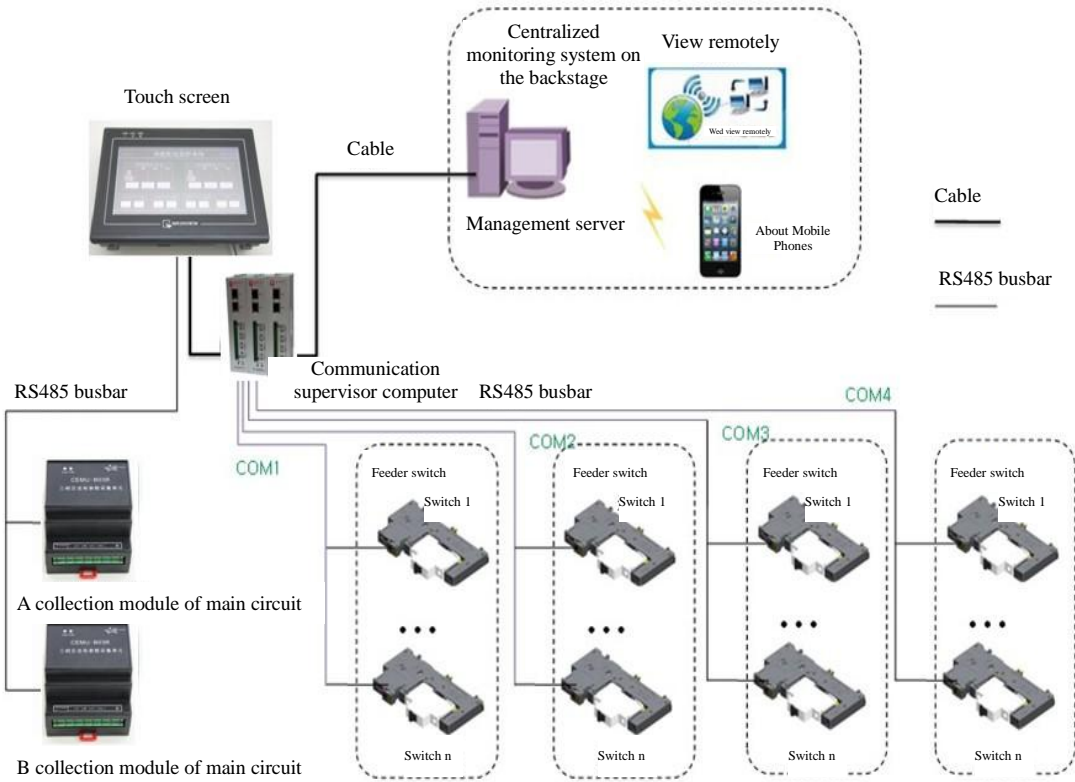 Centralized
monitoring system on
the backstage
View remotely
Touch screen
Wed view remotely
Cable
Management server
About Mobile
Phones
Cable
RS485 busbar
Communication
supervisor computer
RS485 busbar
RS485 busbar
COM4
COM1
COM2
COM3
Feeder switch
Switch 1
Feeder switch
Switch 1
Feeder switch
Switch 1
Feeder switch
Switch 1
A collection module of main circuit
B collection module of main circuit
Switch n
Switch n
Switch n
Switch n